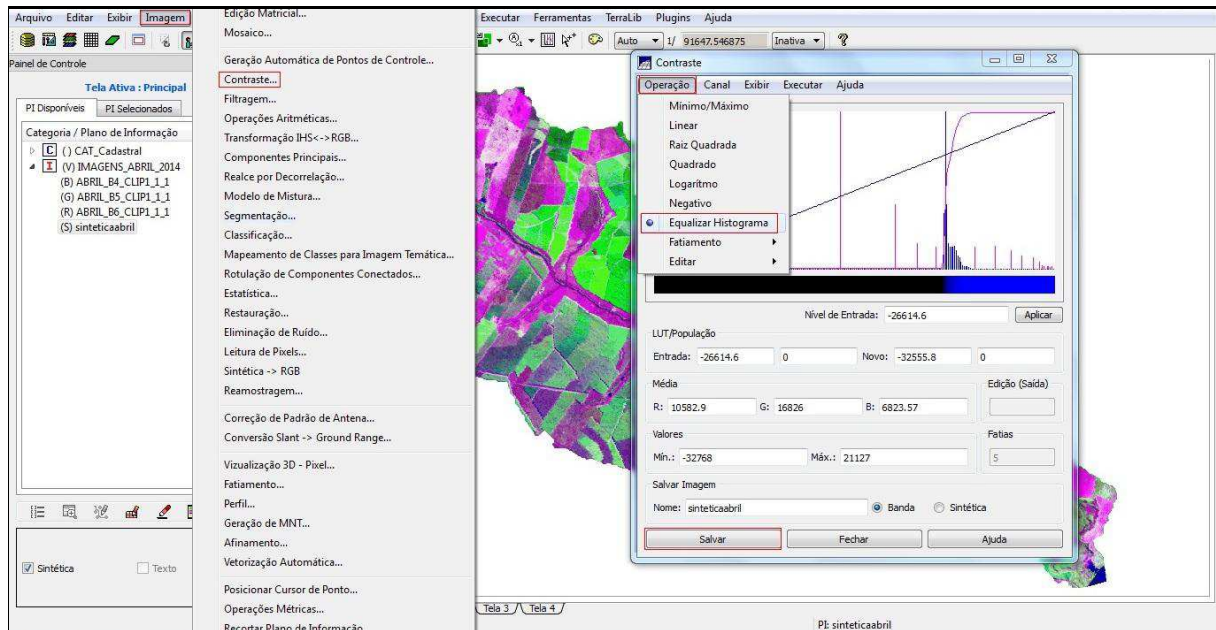 Arquivo Editar Exibir Imagem
Executar Ferramentas TerraLib Plugins Ajuda
Auto 1/ 91647.546875 Inativa
Painel de Controle
Tela Ativa : Principal
PI Disponíveis PI Selecionados
Categoria / Plano de Informação
C () CAT_Cadastral
I (V) IMAGENS_ABRIL_2014
(B) ABRIL_B4_CLIP1_1_1
(G) ABRIL_B5_CLIP1_1_1
(R) ABRIL_B6_CLIP1_1_1
(S) sinteticaabril
Sintética Texto
Edição Matricial...
Mosaico...
Geração Automática de Pontos de Controle...
Contraste...
Filtragem...
Operações Aritméticas...
Transformação IHS<->RGB...
Componentes Principais...
Realce por Decorrelação...
Modelo de Mistura...
Segmentação...
Classificação...
Mapeamento de Classes para Imagem Temática...
Rotulação de Componentes Conectados...
Estatística...
Restauração...
Eliminação de Ruído...
Leitura de Pixels...
Sintética -> RGB
Reamostragem...
Correção de Padrão de Antena...
Conversão Slant -> Ground Range...
Vizualização 3D - Pixel...
Fatiamento...
Perfil...
Geração de MNT...
Afinamento...
Vetorização Automática...
Posicionar Cursor de Ponto...
Operações Métricas...
Recortar Plano de Informação
Contraste
Operação Canal Exibir Executar Ajuda
Mínimo/Máximo
Linear
Raiz Quadrada
Quadrado
Logarítmo
Negativo
Equalizar Histograma
Fatiamento
Editar
Nível de Entrada: -26614.6 Aplicar
LUT/População
Entrada: -26614.6 0 Novo: -32555.8 0
Média Edição (Saída)
R: 10582.9 G: 16826 B: 6823.57
Valores Fatias
Mín.: -32768 Máx.: 21127 5
Salvar Imagem
Nome: sinteticaabril Banda Sintética
Salvar Fechar Ajuda
Tela 3 Tela 4
PI: sinteticaabril